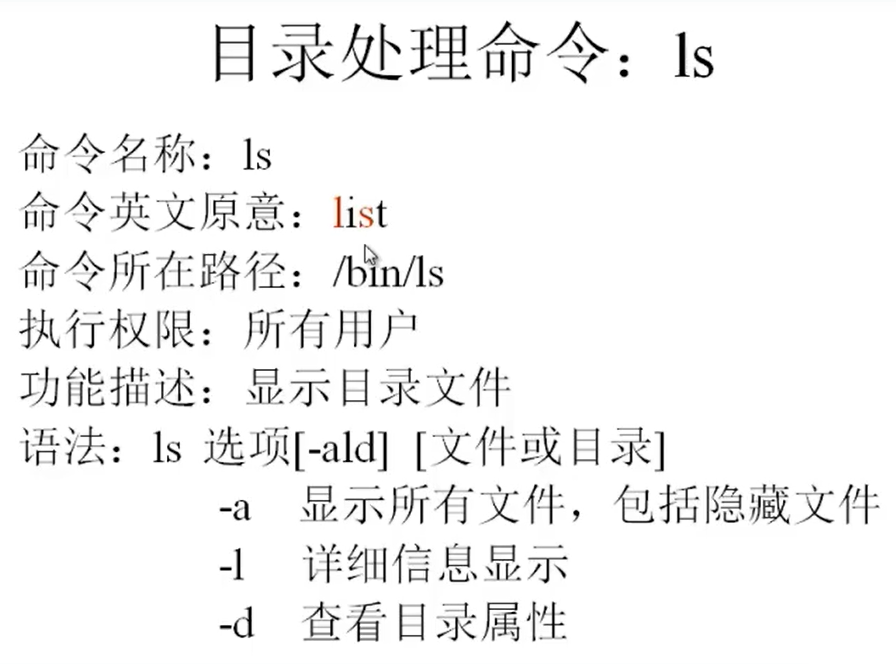 目录处理命令：ls
命令名称：ls
命令英文原意：list
命令所在路径：/bin/ls
执行权限：所有用户
功能描述：显示目录文件
语法：ls 选项[-ald] [文件或目录]
-a 显示所有文件，包括隐藏文件
-l 详细信息显示
-d 查看目录属性